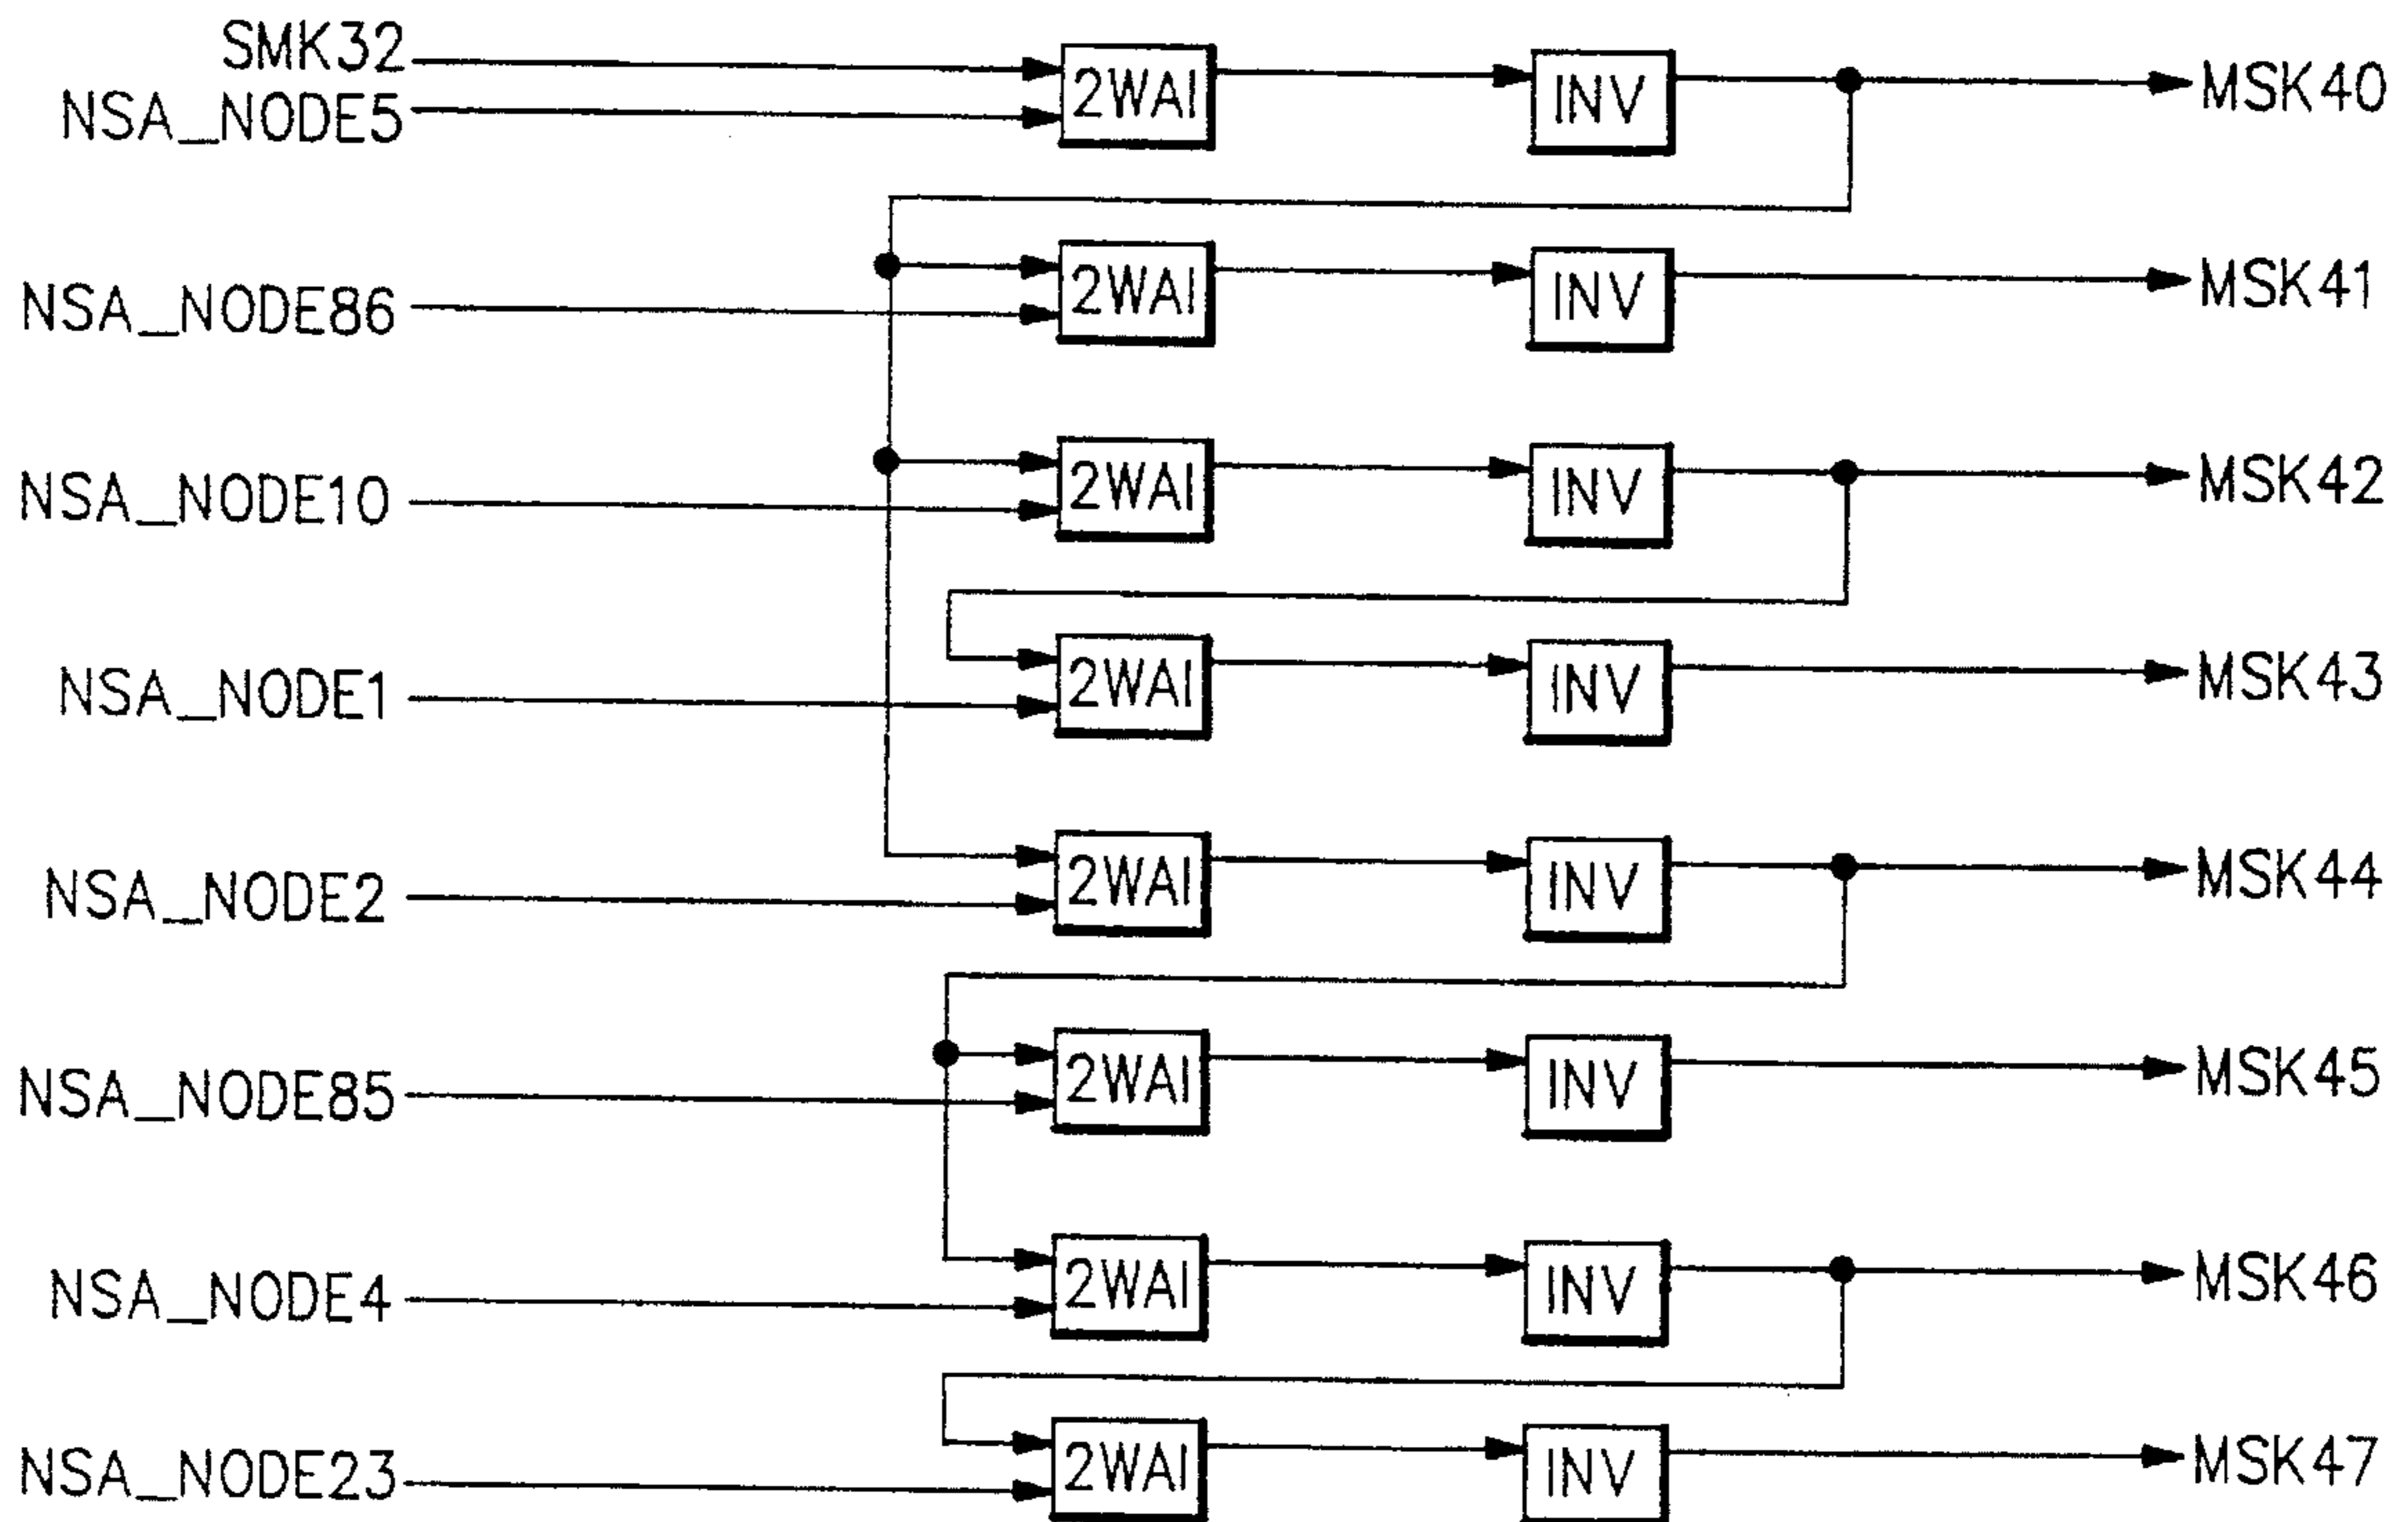 SMK32
NSA_NODE5
2WAI
INV
MSK40
NSA_NODE86
2WAI
INV
MSK41
NSA_NODE10
2WAI
INV
MSK42
NSA_NODE1
2WAI
INV
MSK43
NSA_NODE2
2WAI
INV
MSK44
NSA_NODE85
2WAI
INV
MSK45
NSA_NODE4
2WAI
INV
MSK46
NSA_NODE23
2WAI
INV
MSK47